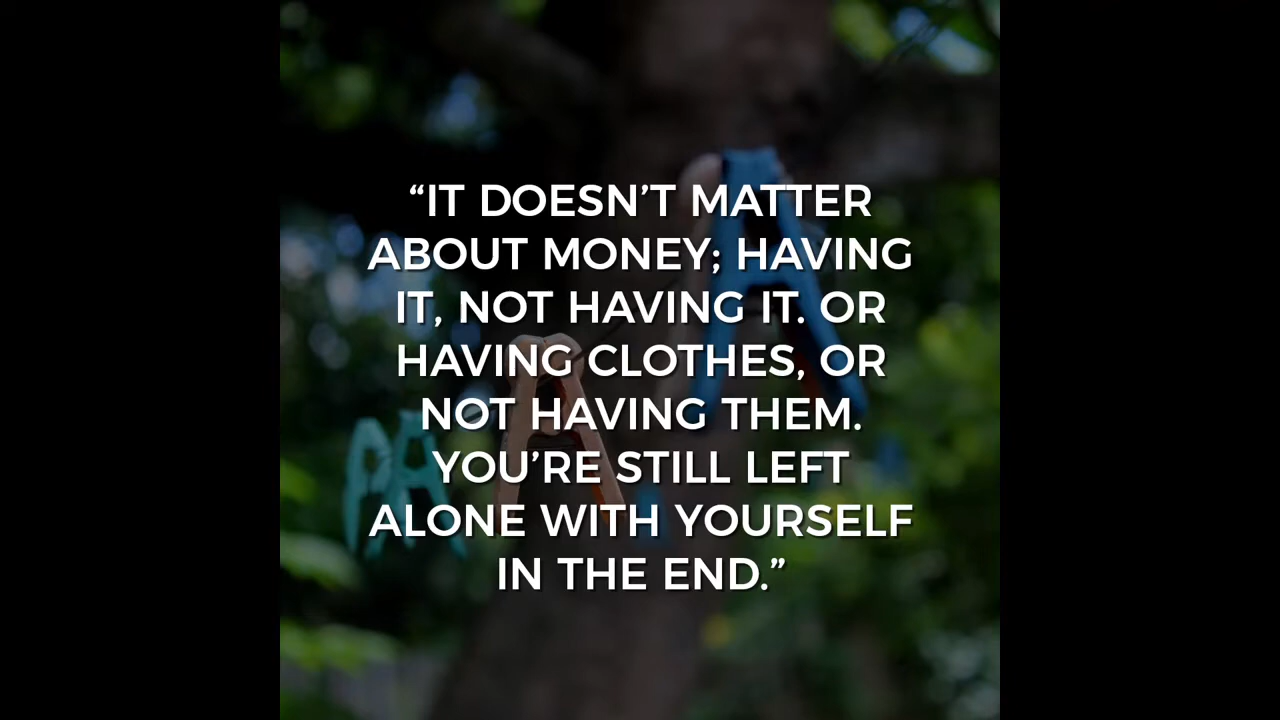 “IT DOESN’T MATTER
ABOUT MONEY; HAVING
IT, NOT HAVING IT. OR
HAVING CLOTHES, OR
NOT HAVING THEM.
YOU’RE STILL LEFT
ALONE WITH YOURSELF
IN THE END.”